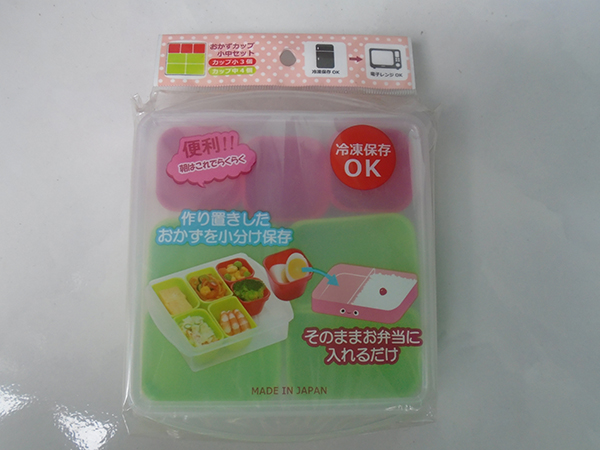 おかずカップ
小中セット
カップ小3個
カップ中4個
冷凍保存OK
電子レンジOK
便利!!
朝はこれでらくらく
冷凍保存
OK
作り置きした
おかずを小分け保存
そのままお弁当に
入れるだけ
MADE IN JAPAN